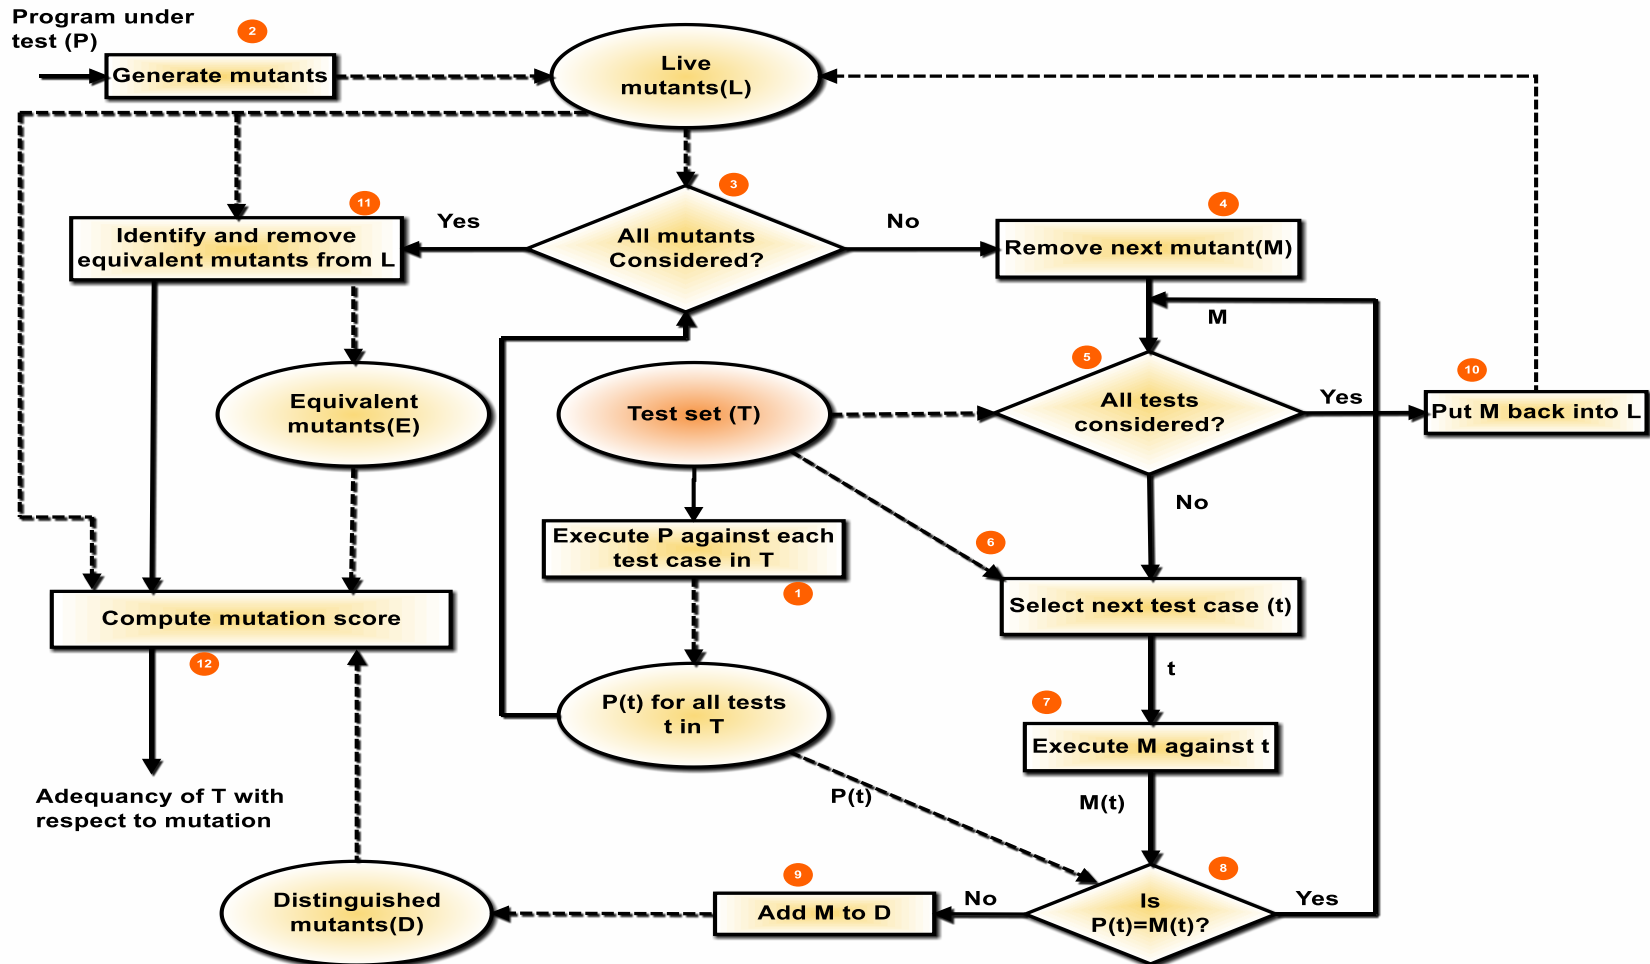 Program under
test (P)
2
Generate mutants
Live
mutants(L)
11
Identify and remove
equivalent mutants from L
Yes
3
All mutants
Considered?
No
4
Remove next mutant(M)
M
Equivalent
mutants(E)
Test set (T)
5
All tests
considered?
Yes
10
Put M back into L
No
Execute P against each
test case in T
1
6
Select next test case (t)
t
Compute mutation score
12
P(t) for all tests
t in T
7
Execute M against t
P(t)
M(t)
Adequancy of T with
respect to mutation
Distinguished
mutants(D)
9
Add M to D
No
8
Is
P(t)=M(t)?
Yes